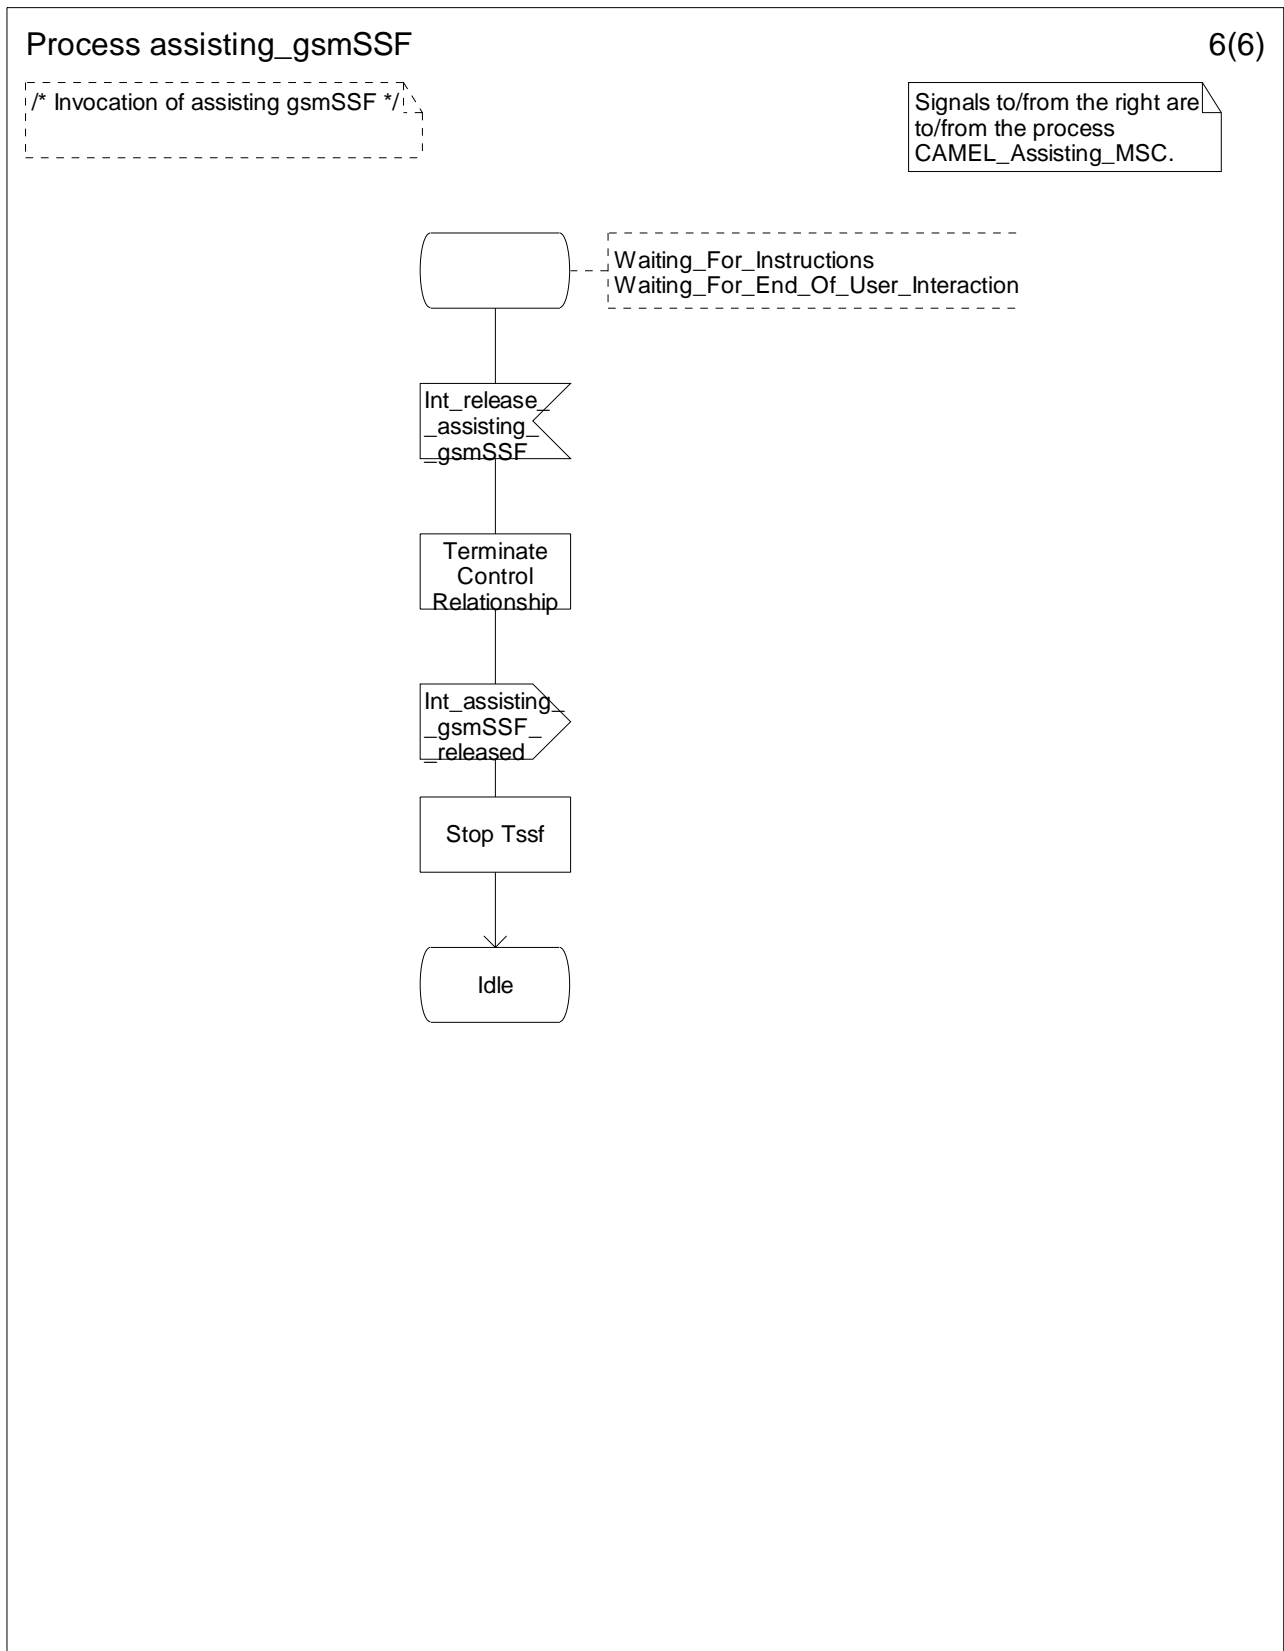 Process assisting_gsmSSF
6(6)
/* Invocation of assisting gsmSSF */
Signals to/from the right are
to/from the process
CAMEL_Assisting_MSC.
Waiting_For_Instructions
Waiting_For_End_Of_User_Interaction
Int_release_
_assisting_
_gsmSSF
Terminate
Control
Relationship
Int_assisting_
_gsmSSF_
_released
Stop Tssf
Idle